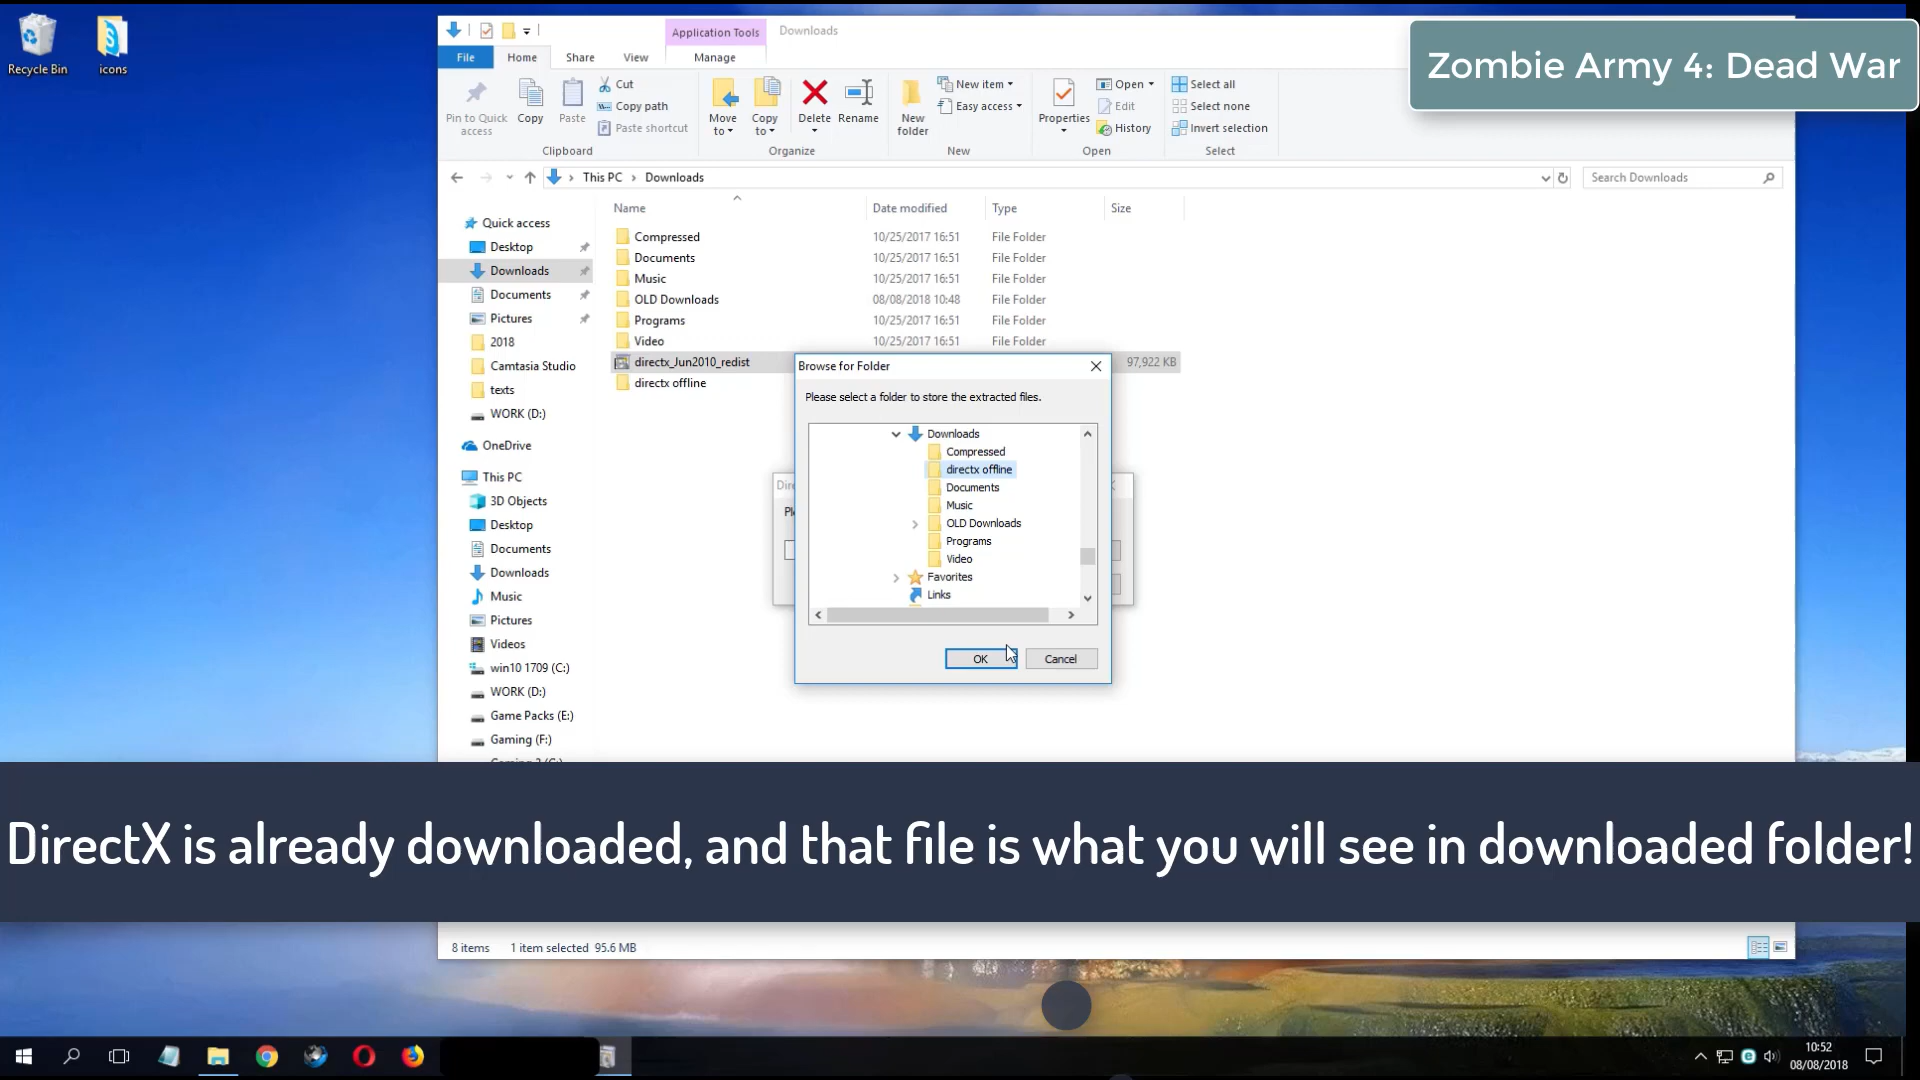 Recycle Bin
icons
Application Tools
Downloads
Zombie Army 4: Dead War
File
Home
Share
View
Management
Pin to Quick access
Copy
Paste
Cut
Copy path
Paste shortcut
Move to
Copy to
Delete
Rename
New folder
New item
Easy access
Properties
Open
Edit
History
Select all
Select none
Invert selection
Clipboard
Organize
New
Open
Select
This PC
Downloads
Search Downloads
Name
Date modified
Type
Size
Quick access
Desktop
Downloads
Documents
Pictures
2018
Camtasia Studio
texts
WORK (D:)
OneDrive
This PC
3D Objects
Desktop
Documents
Downloads
Music
Pictures
Videos
win10 1709 (C:)
WORK (D:)
Game Packs (E:)
Gaming (F:)
Compressed 10/25/2017 16:51 File Folder
Documents 10/25/2017 16:51 File Folder
Music 10/25/2017 16:51 File Folder
OLD Downloads 08/08/2018 10:48 File Folder
Programs 10/25/2017 16:51 File Folder
Video 10/25/2017 16:51 File Folder
directx_Jun2010_redist 97,922 KB
directx offline
Browse for Folder
Please select a folder to store the extracted files.
Downloads
Compressed
directx offline
Documents
Music
OLD Downloads
Programs
Video
Favorites
Links
OK
Cancel
DirectX is already downloaded, and that file is what you will see in downloaded folder!
8 items 1 item selected 95.6 MB
10:52
08/08/2018